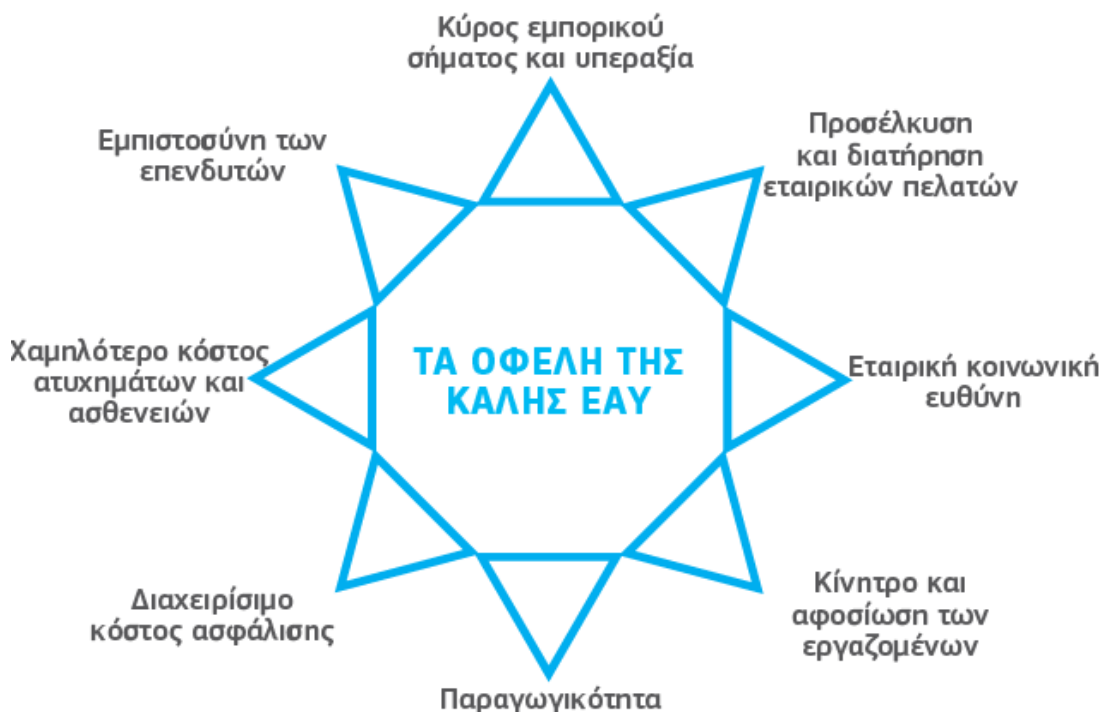 Κύρος εμπορικού
σήματος και υπεραξία
Προσέλκυση
και διατήρηση
εταιρικών πελατών
Εταιρική κοινωνική
ευθύνη
Κίνητρο και
αφοσίωση των
εργαζομένων
Παραγωγικότητα
Διαχειρίσιμο
κόστος ασφάλισης
Χαμηλότερο κόστος
ατυχημάτων και
ασθενειών
Εμπιστοσύνη των
επενδυτών
ΤΑ ΟΦΕΛΗ ΤΗΣ
ΚΑΛΗΣ ΕΑΥ